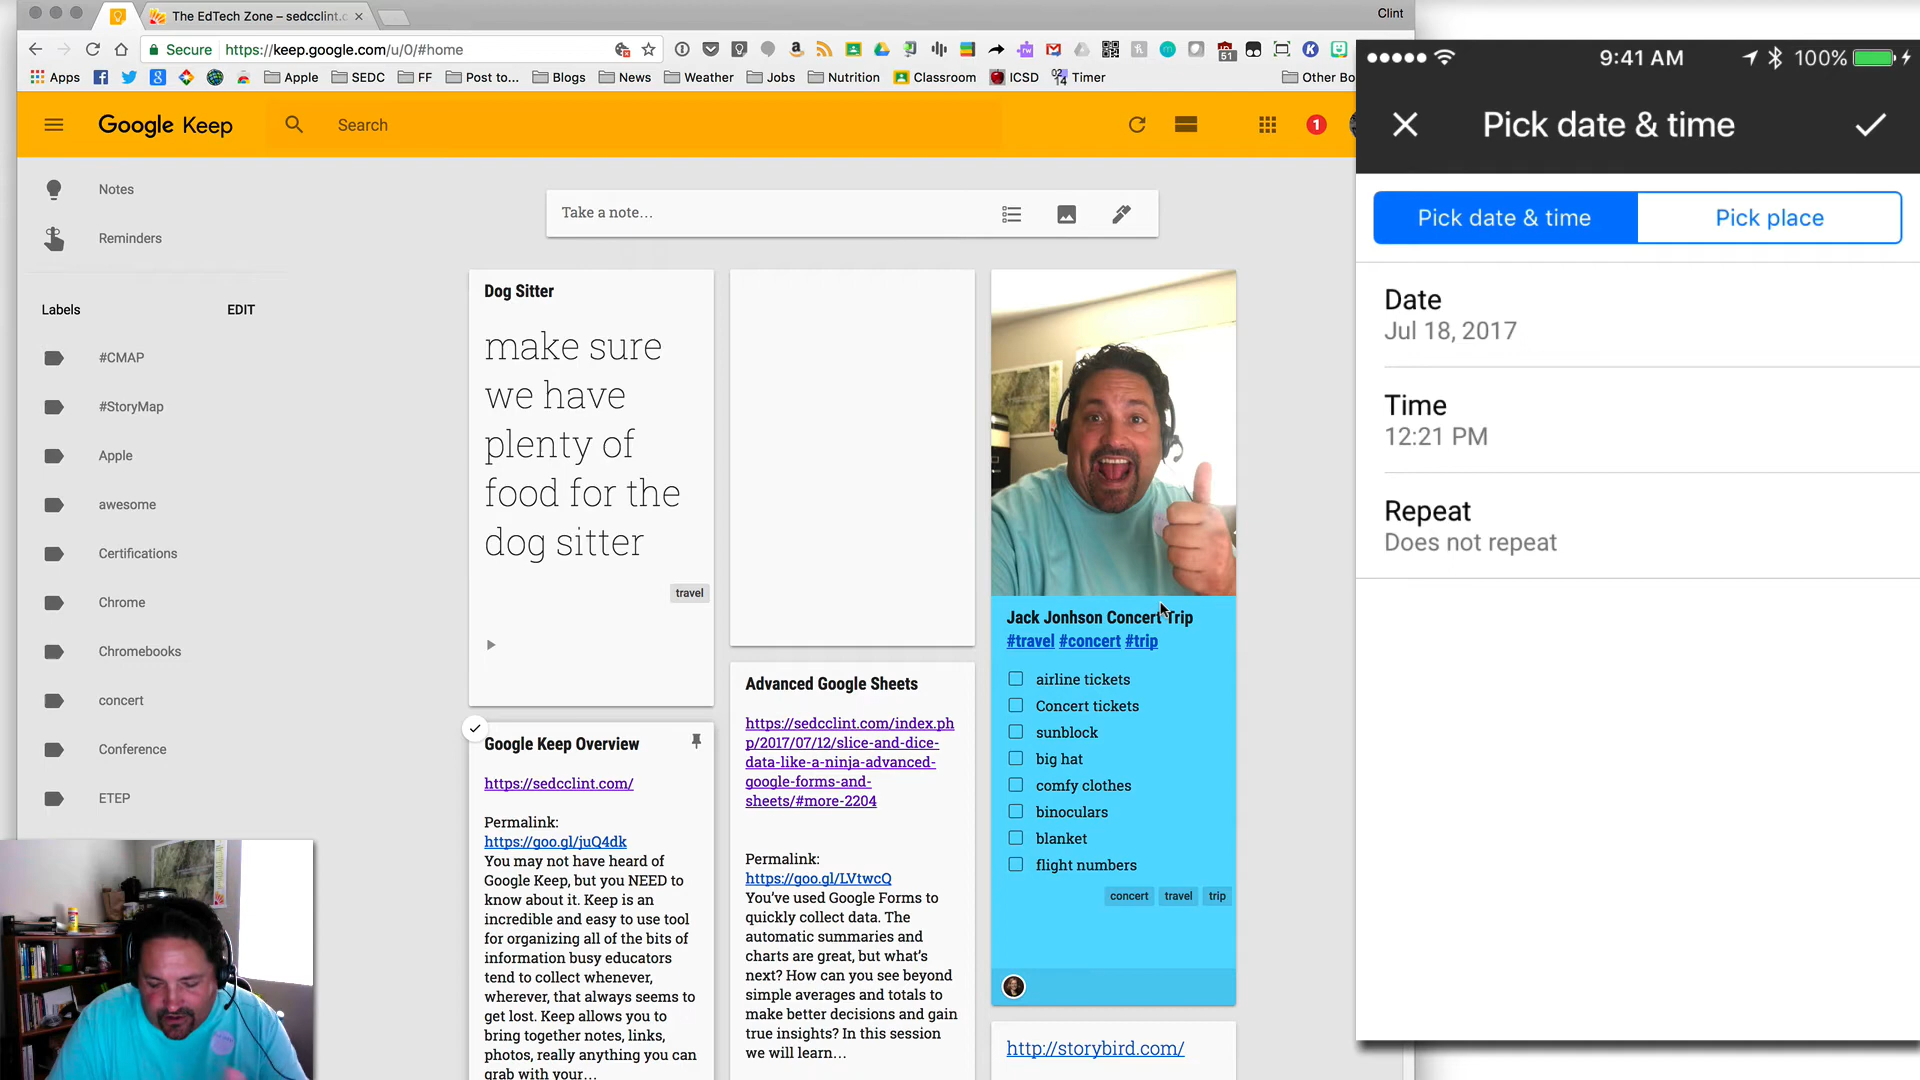 The EdTech Zone – sedcclint.c
Clint
Secure
https://keep.google.com/u/0/#home
51
Apps
Apple
SEDC
FF
Post to...
Blogs
News
Weather
Jobs
Nutrition
Classroom
ICSD
Timer
Other Bo
Google Keep
Search
1
Notes
Reminders
Labels
EDIT
#CMAP
#StoryMap
Apple
awesome
Certifications
Chrome
Chromebooks
concert
Conference
ETEP
Take a note...
Dog Sitter
make sure
we have
plenty of
food for the
dog sitter
travel
Google Keep Overview
https://sedcclint.com/
Permalink:
https://goo.gl/juQ4dk
You may not have heard of
Google Keep, but you NEED to
know about it. Keep is an
incredible and easy to use tool
for organizing all of the bits of
information busy educators
tend to collect whenever,
wherever, that always seems to
get lost. Keep allows you to
bring together notes, links,
photos, really anything you can
grab with your...
Advanced Google Sheets
https://sedcclint.com/index.ph
p/2017/07/12/slice-and-dice-
data-like-a-ninja-advanced-
google-forms-and-
sheets/#more-2204
Permalink:
https://goo.gl/LVtwcQ
You've used Google Forms to
quickly collect data. The
automatic summaries and
charts are great, but what's
next? How can you see beyond
simple averages and totals to
make better decisions and gain
true insights? In this session
we will learn...
Jack Jonhson Concert Trip
#travel #concert #trip
airline tickets
Concert tickets
sunblock
big hat
comfy clothes
binoculars
blanket
flight numbers
concert
travel
trip
http://storybird.com/
9:41 AM
100%
Pick date & time
Pick date & time
Pick place
Date
Jul 18, 2017
Time
12:21 PM
Repeat
Does not repeat